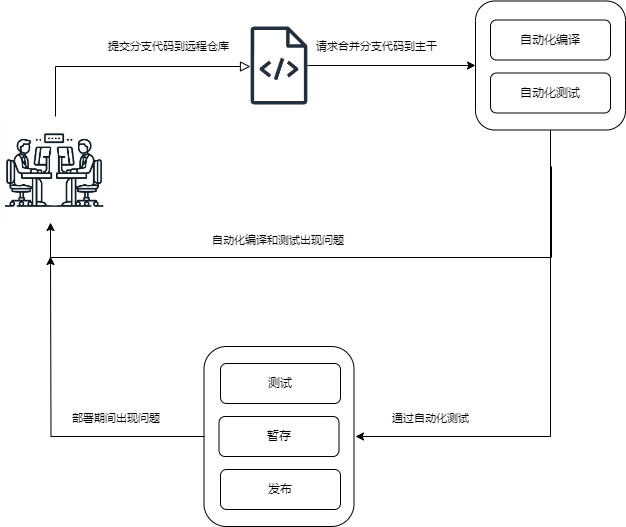 提交分支代码到远程仓库
请求合并分支代码到主干
自动化编译
</>
自动化测试
自动化编译和测试出现问题
测试
部署期间出现问题
通过自动化测试
暂存
发布